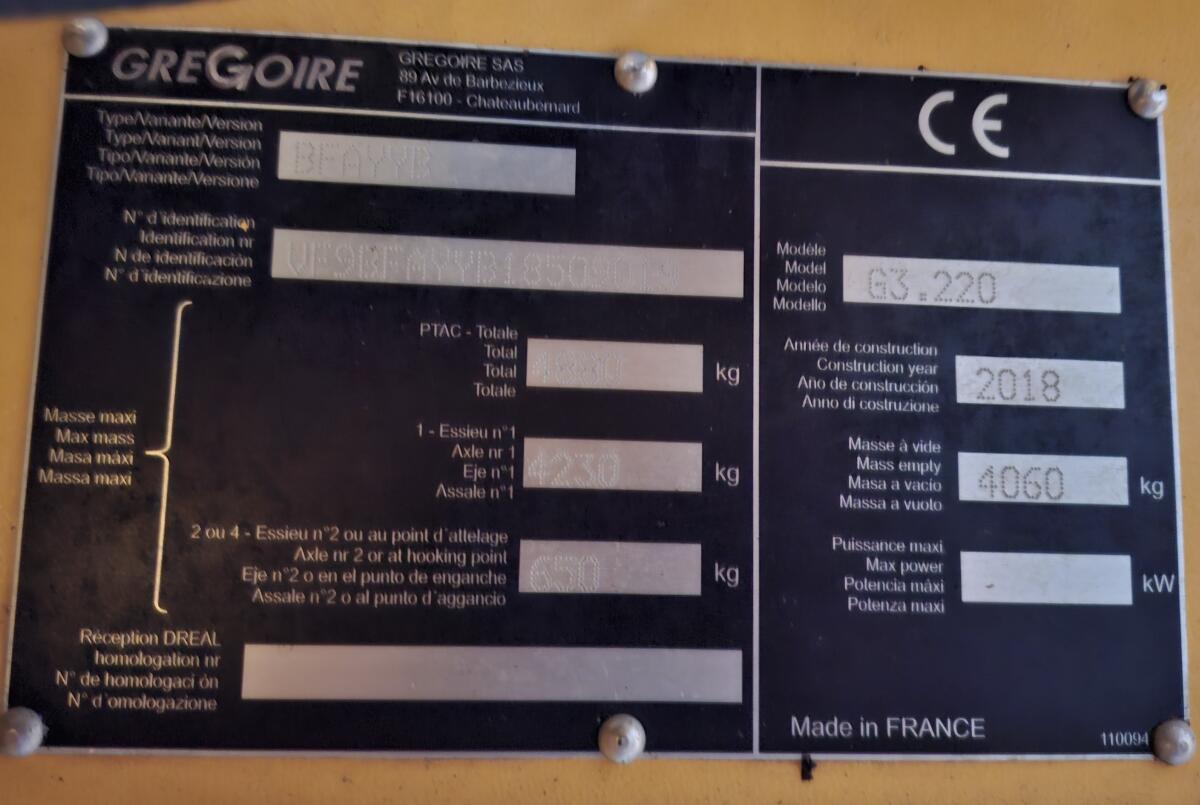 GREGOIRE
GREGOIRE SAS
89 Av de Barbezieux
F16100 - Chateaubernard
Type/Variante/Version
Type/Variant/Version
Tipo/Variante/Versión
Tipo/Variante/Versione
BFAYYB
N° d'identification
Identification nr
N de identificación
N° d'identificazione
Masse maxi
Max mass
Masa máxi
Massa maxi
PTAC - Totale
Total
Total
Totale
4880 kg
1 - Essieu n°1
Axle nr 1
Eje n°1
Assale n°1
4230 kg
2 ou 4 - Essieu n°2 ou au point d'attelage
Axle nr 2 or at hooking point
Eje n°2 o en el punto de enganche
Assale n°2 o al punto d'aggancio
650 kg
Réception DREAL
homologation nr
N° de homologaci ón
N° d'omologazione
CE
Modèle
Model
Modelo
Modello
G3.220
Année de construction
Construction year
Año de construcción
Anno di costruzione
2018
Masse à vide
Mass empty
Masa a vacío
Massa a vuoto
4060 kg
Puissance maxi
Max power
Potencia máxi
Potenza maxi
kW
Made in FRANCE
110094